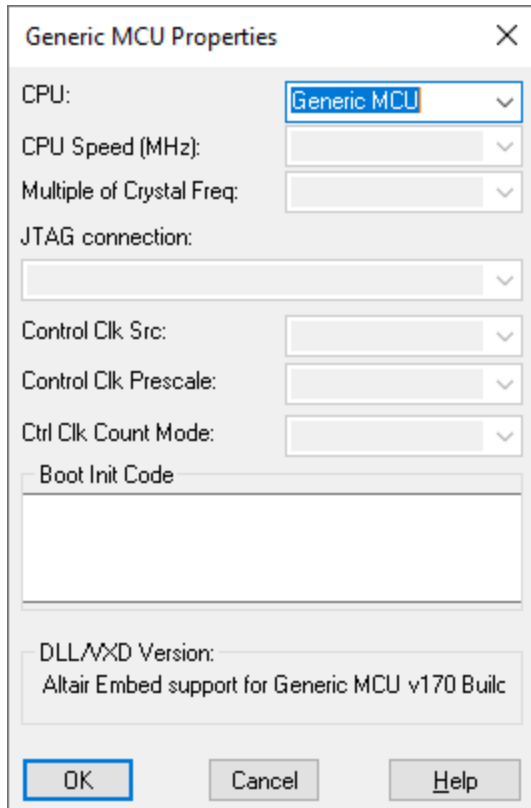 Generic MCU Properties
CPU:
Generic MCU
CPU Speed (MHz):
Multiple of Crystal Freq:
JTAG connection:
Control Clk Src:
Control Clk Prescale:
Ctrl Clk Count Mode:
Boot Init Code
DLL/VXD Version:
Altair Embed support for Generic MCU v170 Builc
OK Cancel Help